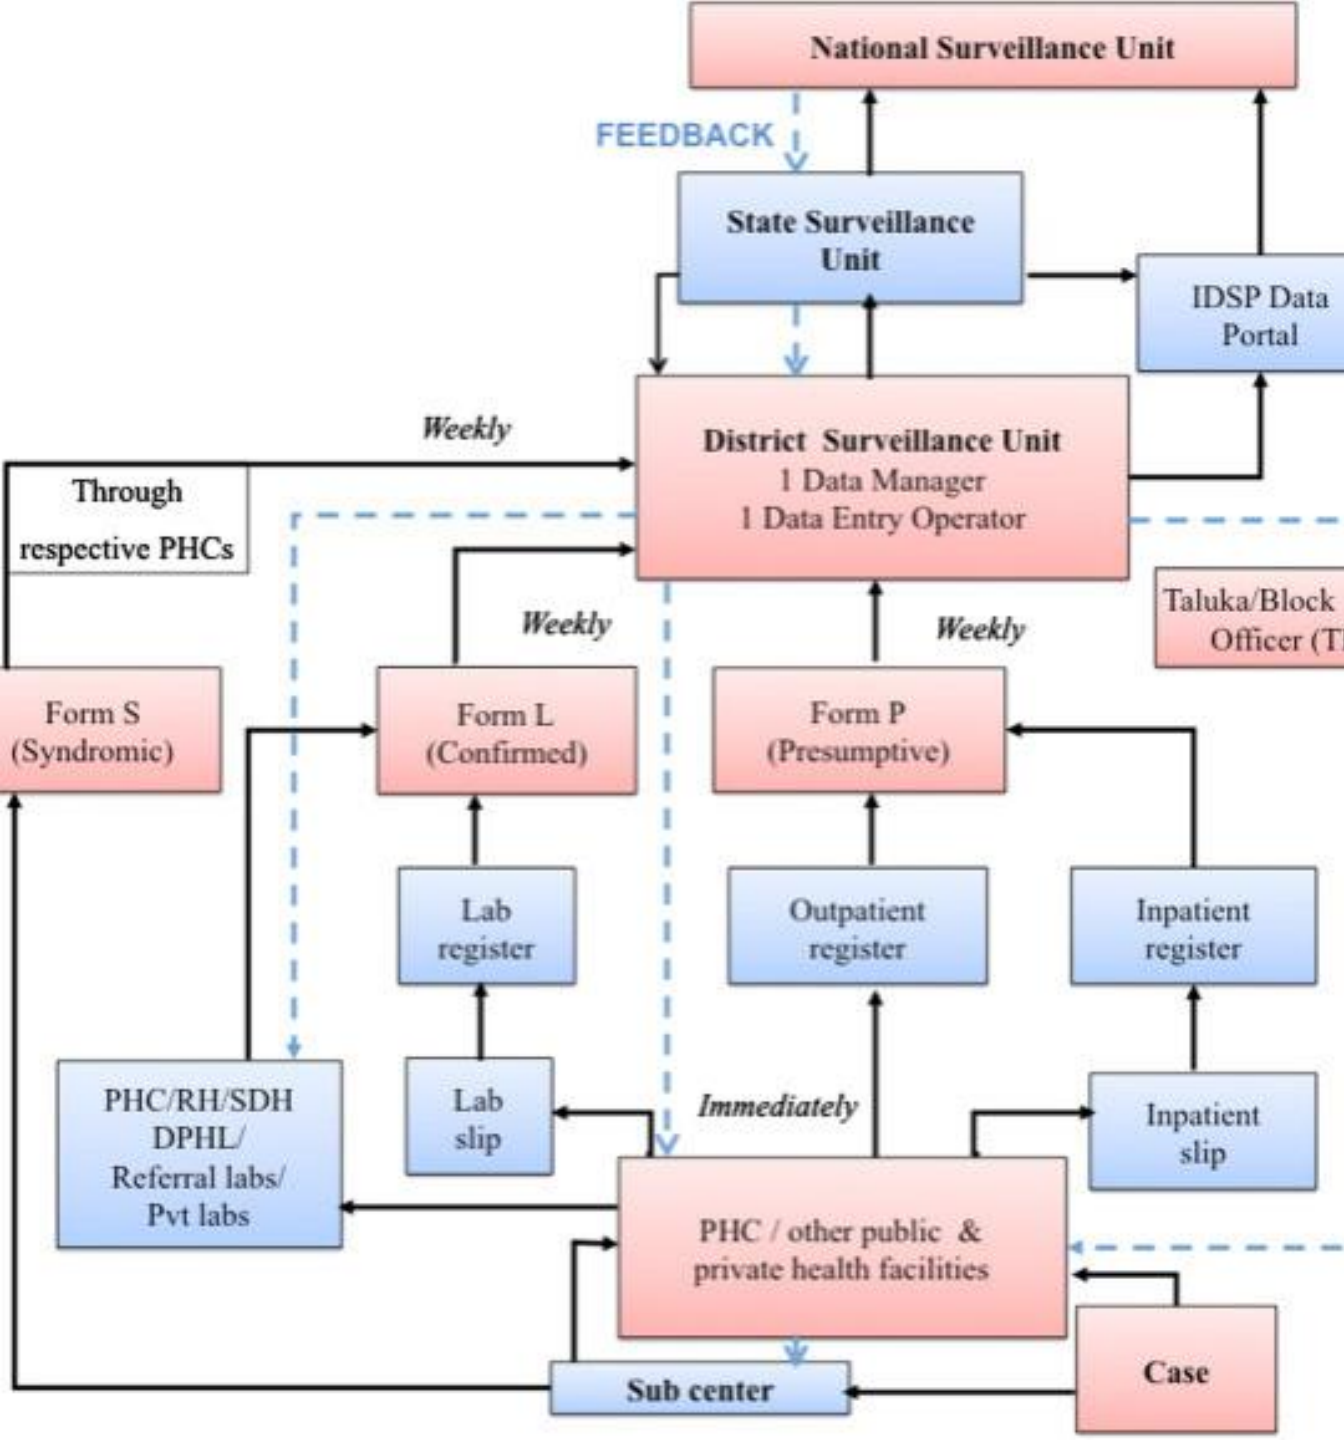 National Surveillance Unit
FEEDBACK
State Surveillance
Unit
IDSP Data
Portal
Weekly
District Surveillance Unit
1 Data Manager
1 Data Entry Operator
Through
respective PHCs
Weekly
Weekly
Taluka/Block
Officer
Form S
(Syndromic)
Form L
(Confirmed)
Form P
(Presumptive)
Lab
register
Outpatient
register
Inpatient
register
PHC/RH/SDH
DPHL/
Referral labs/
Pvt labs
Lab
slip
Immediately
Inpatient
slip
PHC / other public &
private health facilities
Case
Sub center